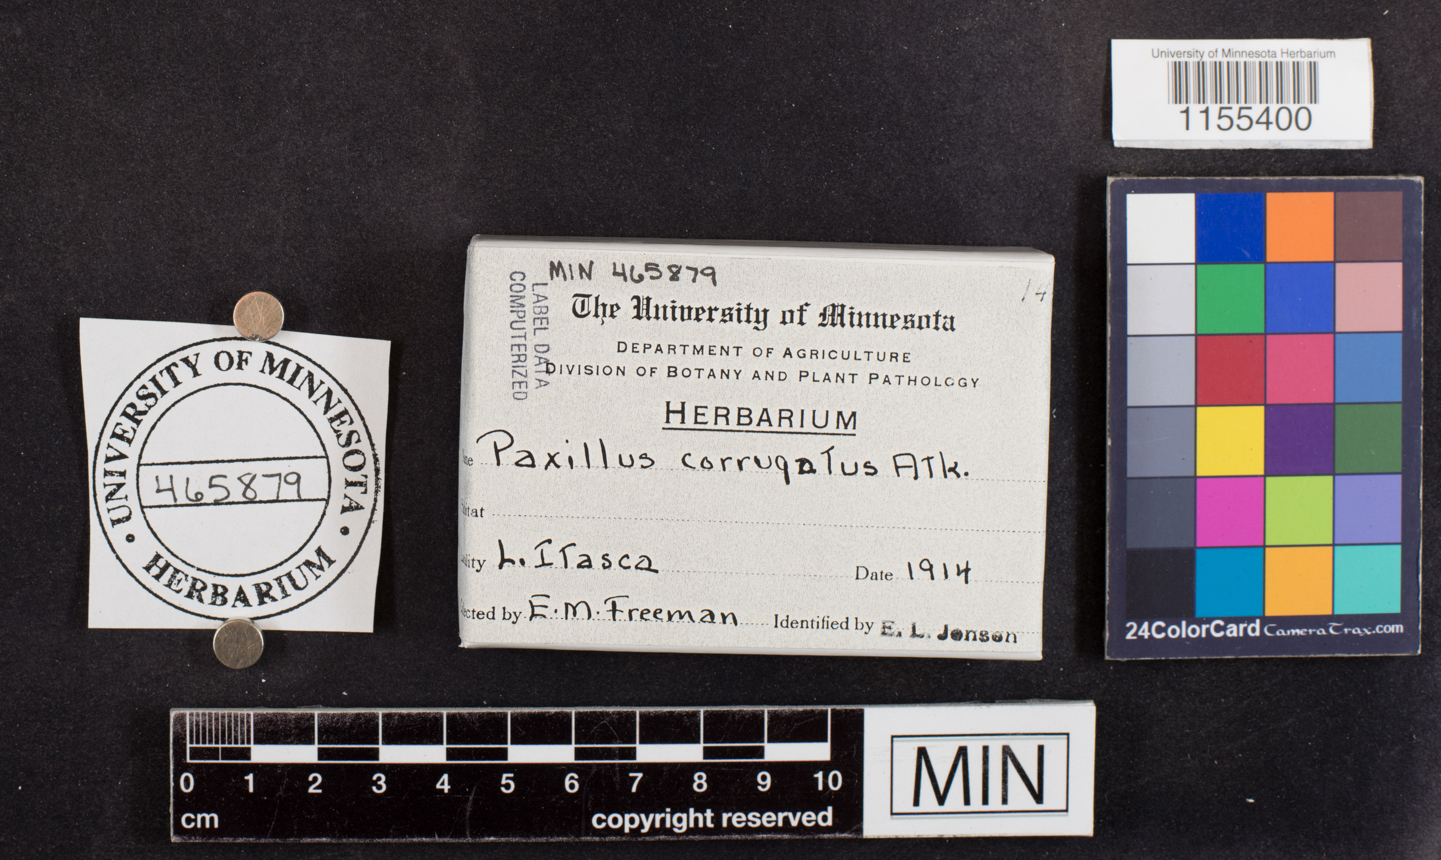 University of Minnesota Herbarium
1155400
MIN 465879
14
LABEL DATA
COMPUTERIZED
The University of Minnesota
DEPARTMENT OF AGRICULTURE
DIVISION OF BOTANY AND PLANT PATHOLOGY
HERBARIUM
Paxillus corrugatus Atk.
L. Itasca Date 1914
by E.M. Freeman Identified by E. L. Jensen
UNIVERSITY OF MINNESOTA
465879
• HERBARIUM •
24ColorCard CameraTrax.com
0 1 2 3 4 5 6 7 8 9 10
cm copyright reserved
MIN